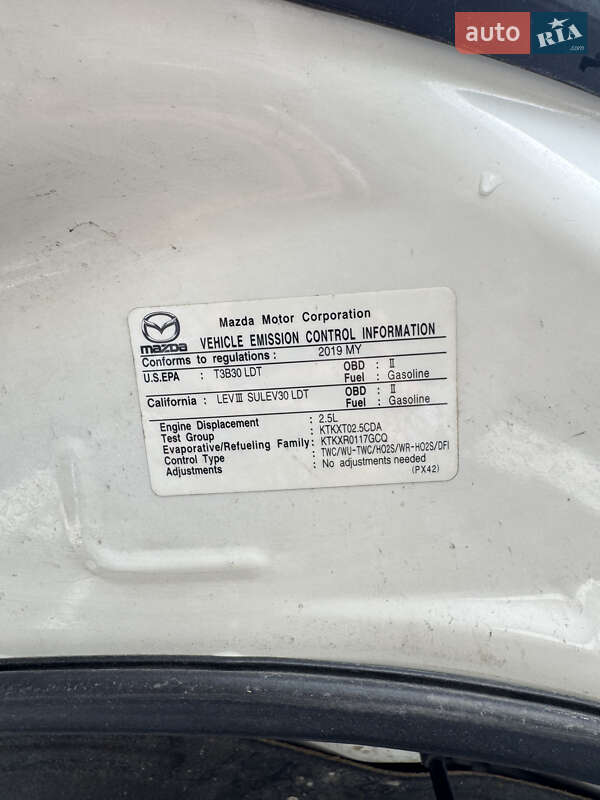 auto RIA.com
Mazda Motor Corporation
mazda
VEHICLE EMISSION CONTROL INFORMATION
Conforms to regulations : 2019 MY
U.S.EPA : T3B30 LDT OBD : II
Fuel : Gasoline
California : LEVIII SULEV30 LDT OBD : II
Fuel : Gasoline
Engine Displacement : 2.5L
Test Group : KTKXT02.5CDA
Evaporative/Refueling Family: KTKXR0117GCQ
Control Type : TWC/WU-TWC/HO2S/WR-HO2S/DFI
Adjustments : No adjustments needed
(PX42)